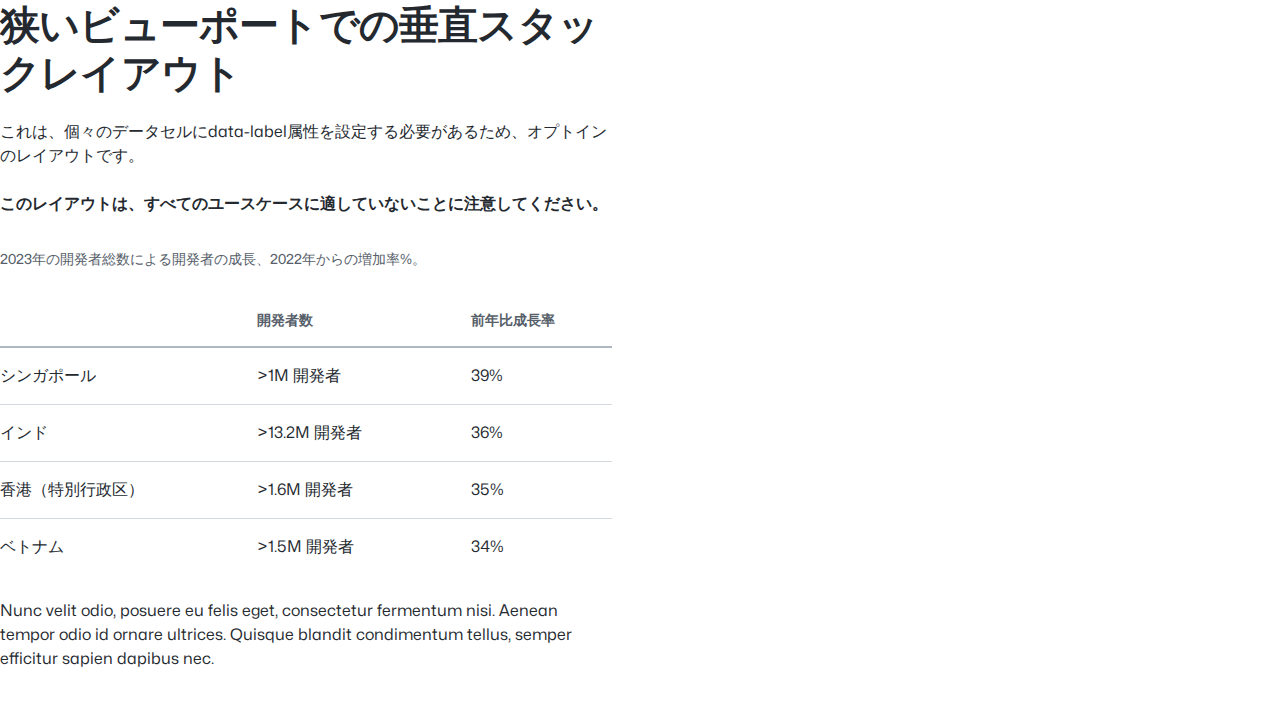 狭いビューポートでの垂直スタッ
クレイアウト
これは、個々のデータセルにdata-label属性を設定する必要があるため、オプトイン
のレイアウトです。
このレイアウトは、すべてのユースケースに適していないことに注意してください。
2023年の開発者総数による開発者の成長、2022年からの増加率%。
開発者数 前年比成長率
シンガポール >1M 開発者 39%
インド >13.2M 開発者 36%
香港（特別行政区） >1.6M 開発者 35%
ベトナム >1.5M 開発者 34%
Nunc velit odio, posuere eu felis eget, consectetur fermentum nisi. Aenean
tempor odio id ornare ultrices. Quisque blandit condimentum tellus, semper
efficitur sapien dapibus nec.